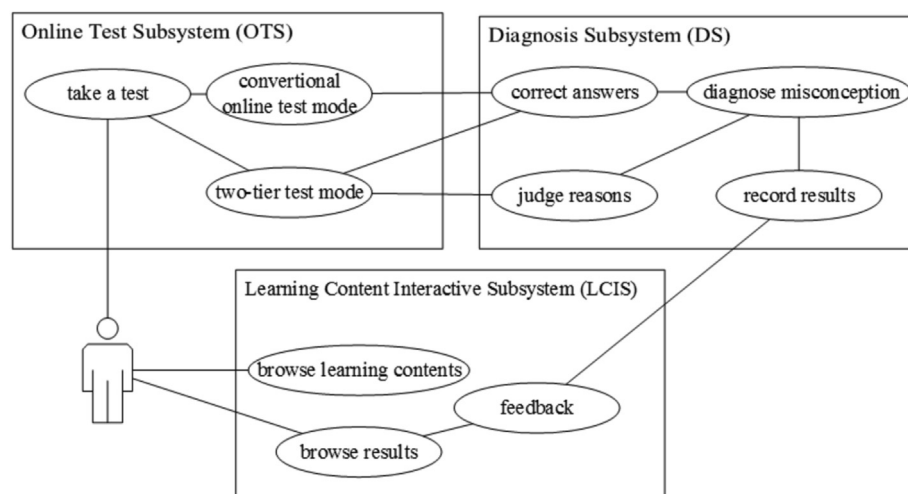 Online Test Subsystem (OTS)
take a test
convertional
online test mode
two-tier test mode
Diagnosis Subsystem (DS)
correct answers
diagnose misconception
judge reasons
record results
Learning Content Interactive Subsystem (LCIS)
browse learning contents
feedback
browse results